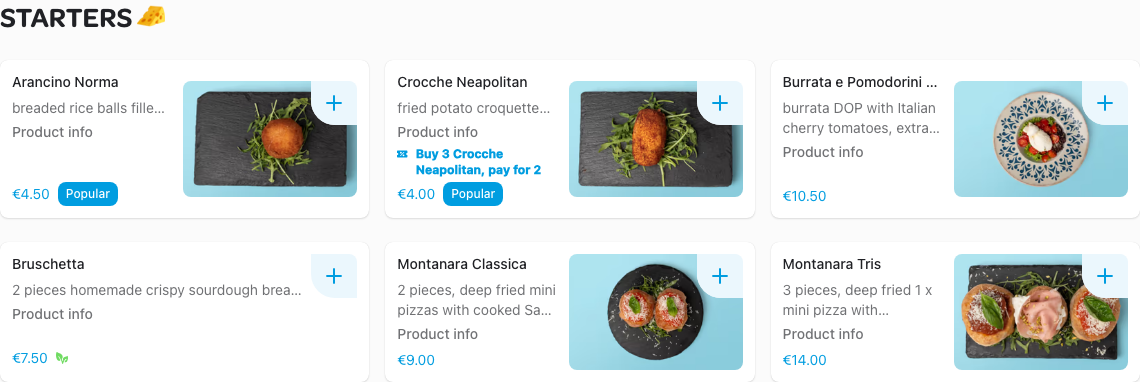 STARTERS
Arancino Norma
breaded rice balls fille...
Product info
€4.50 Popular
Crocche Neapolitan
fried potato croquette...
Product info
Buy 3 Crocche
Neapolitan, pay for 2
€4.00 Popular
Burrata e Pomodorini ...
burrata DOP with Italian
cherry tomatoes, extra...
Product info
€10.50
Bruschetta
2 pieces homemade crispy sourdough brea...
Product info
€7.50
Montanara Classica
2 pieces, deep fried mini
pizzas with cooked Sa...
Product info
€9.00
Montanara Tris
3 pieces, deep fried 1 x
mini pizza with...
Product info
€14.00